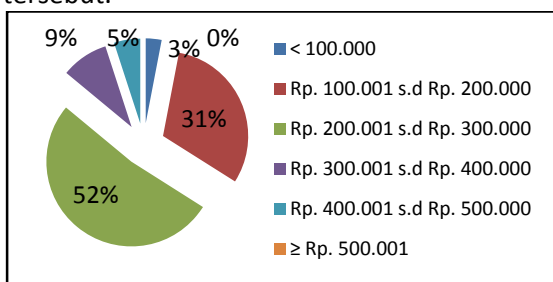 tersebut.
9%
5%
3%
0%
31%
52%
< 100.000
Rp. 100.001 s.d Rp. 200.000
Rp. 200.001 s.d Rp. 300.000
Rp. 300.001 s.d Rp. 400.000
Rp. 400.001 s.d Rp. 500.000
≥ Rp. 500.001